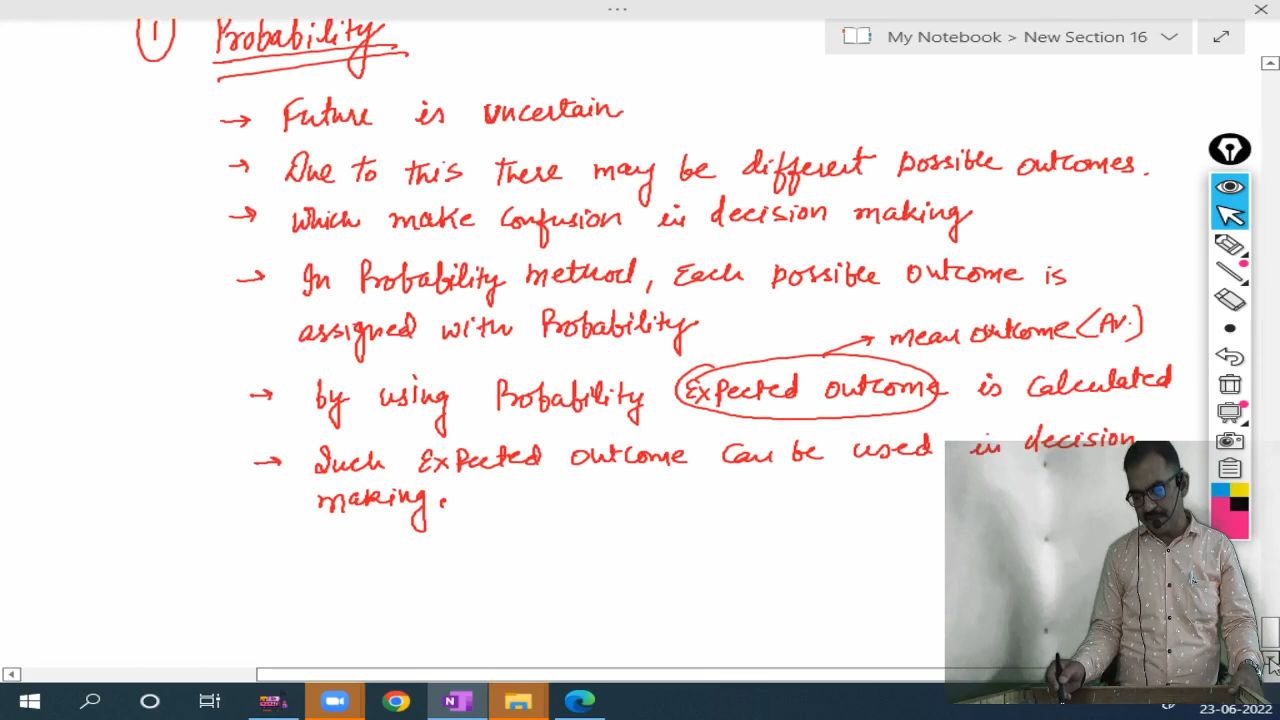 My Notebook > New Section 16
① Probability
→ Future is uncertain
→ Due to this there may be different possible outcomes.
→ which make confusion in decision making
→ In Probability method, Each possible outcome is
assigned with Probability
→ mean outcome (Av.)
→ by using Probability Expected outcome is calculated
→ Such Expected outcome can be used in decision
making.
23-06-2022